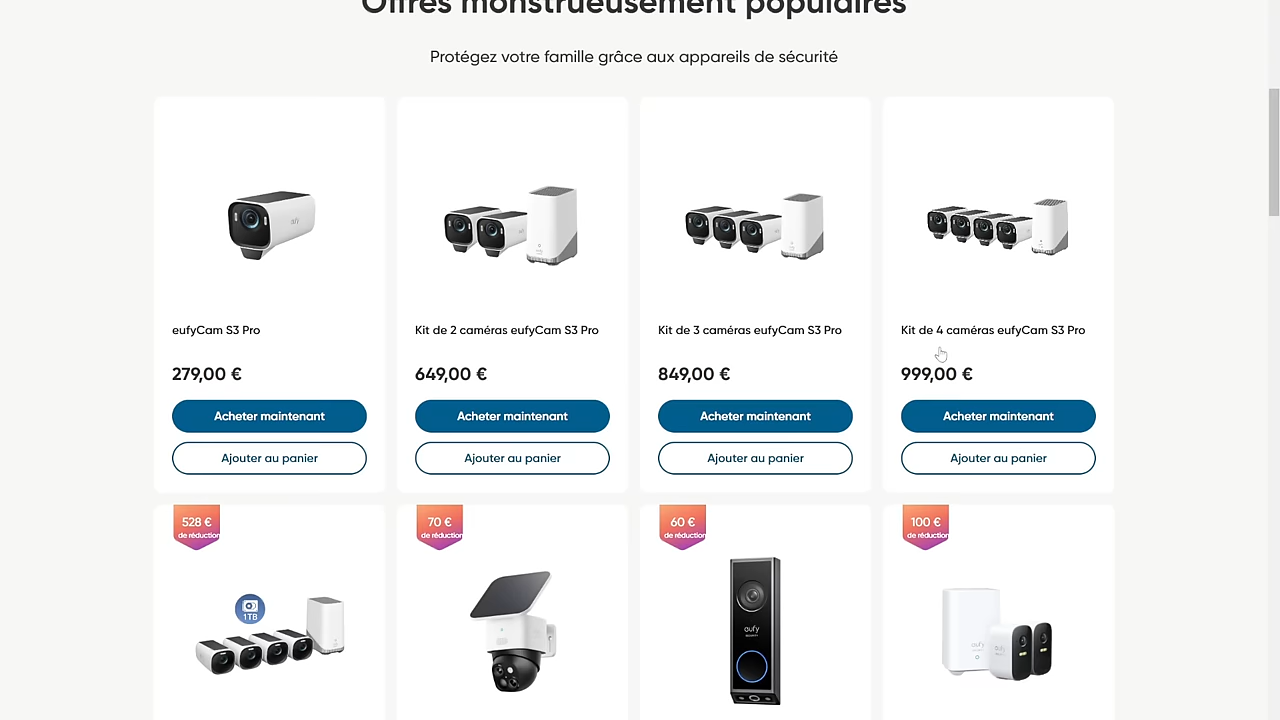 Offres monstrueusement populaires
Protégez votre famille grâce aux appareils de sécurité
eufyCam S3 Pro
279,00 €
Acheter maintenant
Ajouter au panier
Kit de 2 caméras eufyCam S3 Pro
649,00 €
Acheter maintenant
Ajouter au panier
Kit de 3 caméras eufyCam S3 Pro
849,00 €
Acheter maintenant
Ajouter au panier
Kit de 4 caméras eufyCam S3 Pro
999,00 €
Acheter maintenant
Ajouter au panier
528 €
de réduction
1TB
70 €
de réduction
60 €
de réduction
eufy
100 €
de réduction
eufy